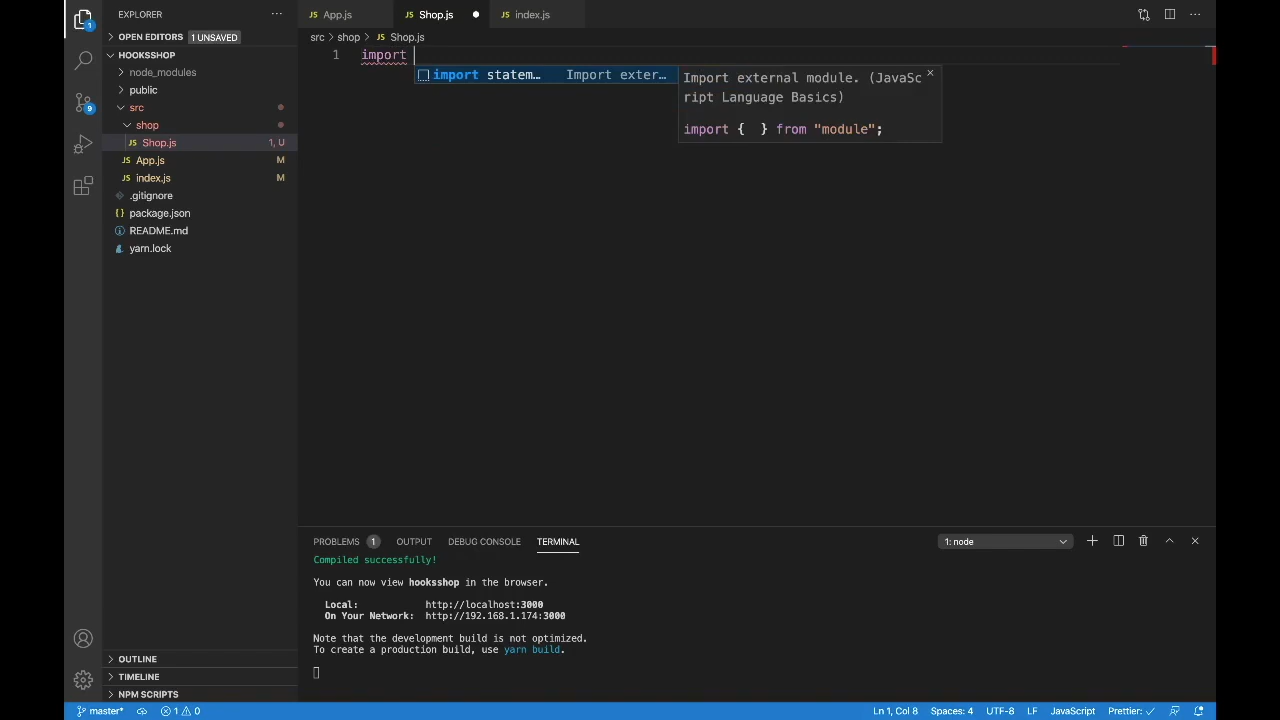 EXPLORER
OPEN EDITORS 1 UNSAVED
HOOKSSHOP
node_modules
public
src
shop
Shop.js 1, U
App.js M
index.js M
.gitignore
package.json
README.md
yarn.lock
OUTLINE
TIMELINE
NPM SCRIPTS
1
9
JS App.js
JS Shop.js
JS index.js
src > shop > JS Shop.js
1 import
import statem… Import exter…
Import external module. (JavaSc
ript Language Basics)
import { } from "module";
PROBLEMS 1 OUTPUT DEBUG CONSOLE TERMINAL
1: node
Compiled successfully!
You can now view hooksshop in the browser.
Local: http://localhost:3000
On Your Network: http://192.168.1.174:3000
Note that the development build is not optimized.
To create a production build, use yarn build.
master* 1 0 Ln 1, Col 8 Spaces: 4 UTF-8 LF JavaScript Prettier: ✓